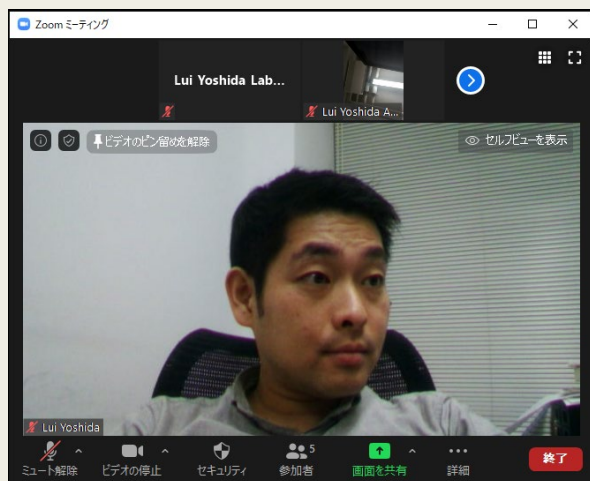 Zoom ミーティング
Lui Yoshida Lab...
Lui Yoshida A...
ビデオのピン留めを解除
セルフビューを表示
Lui Yoshida
5
ミュート解除 ビデオの停止 セキュリティ 参加者 画面を共有 詳細 終了